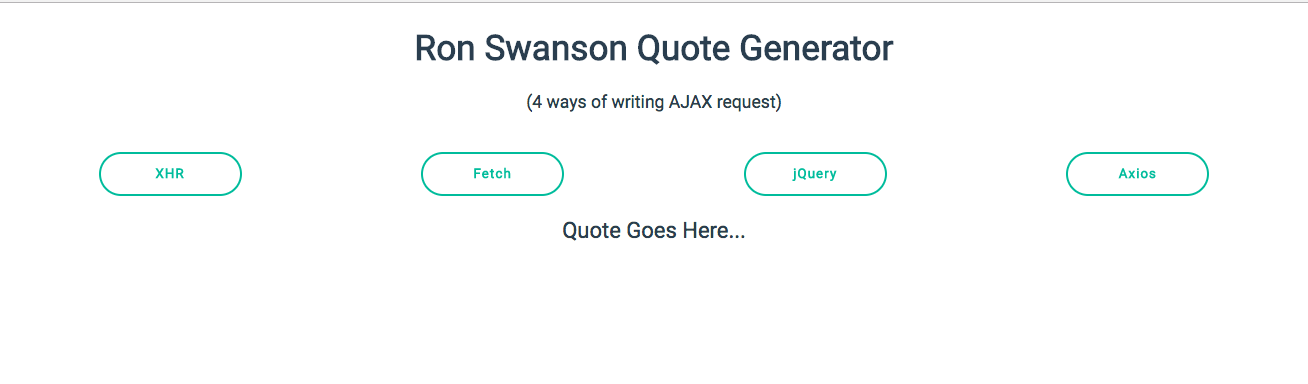 Ron Swanson Quote Generator
(4 ways of writing AJAX request)
XHR Fetch jQuery Axios
Quote Goes Here...